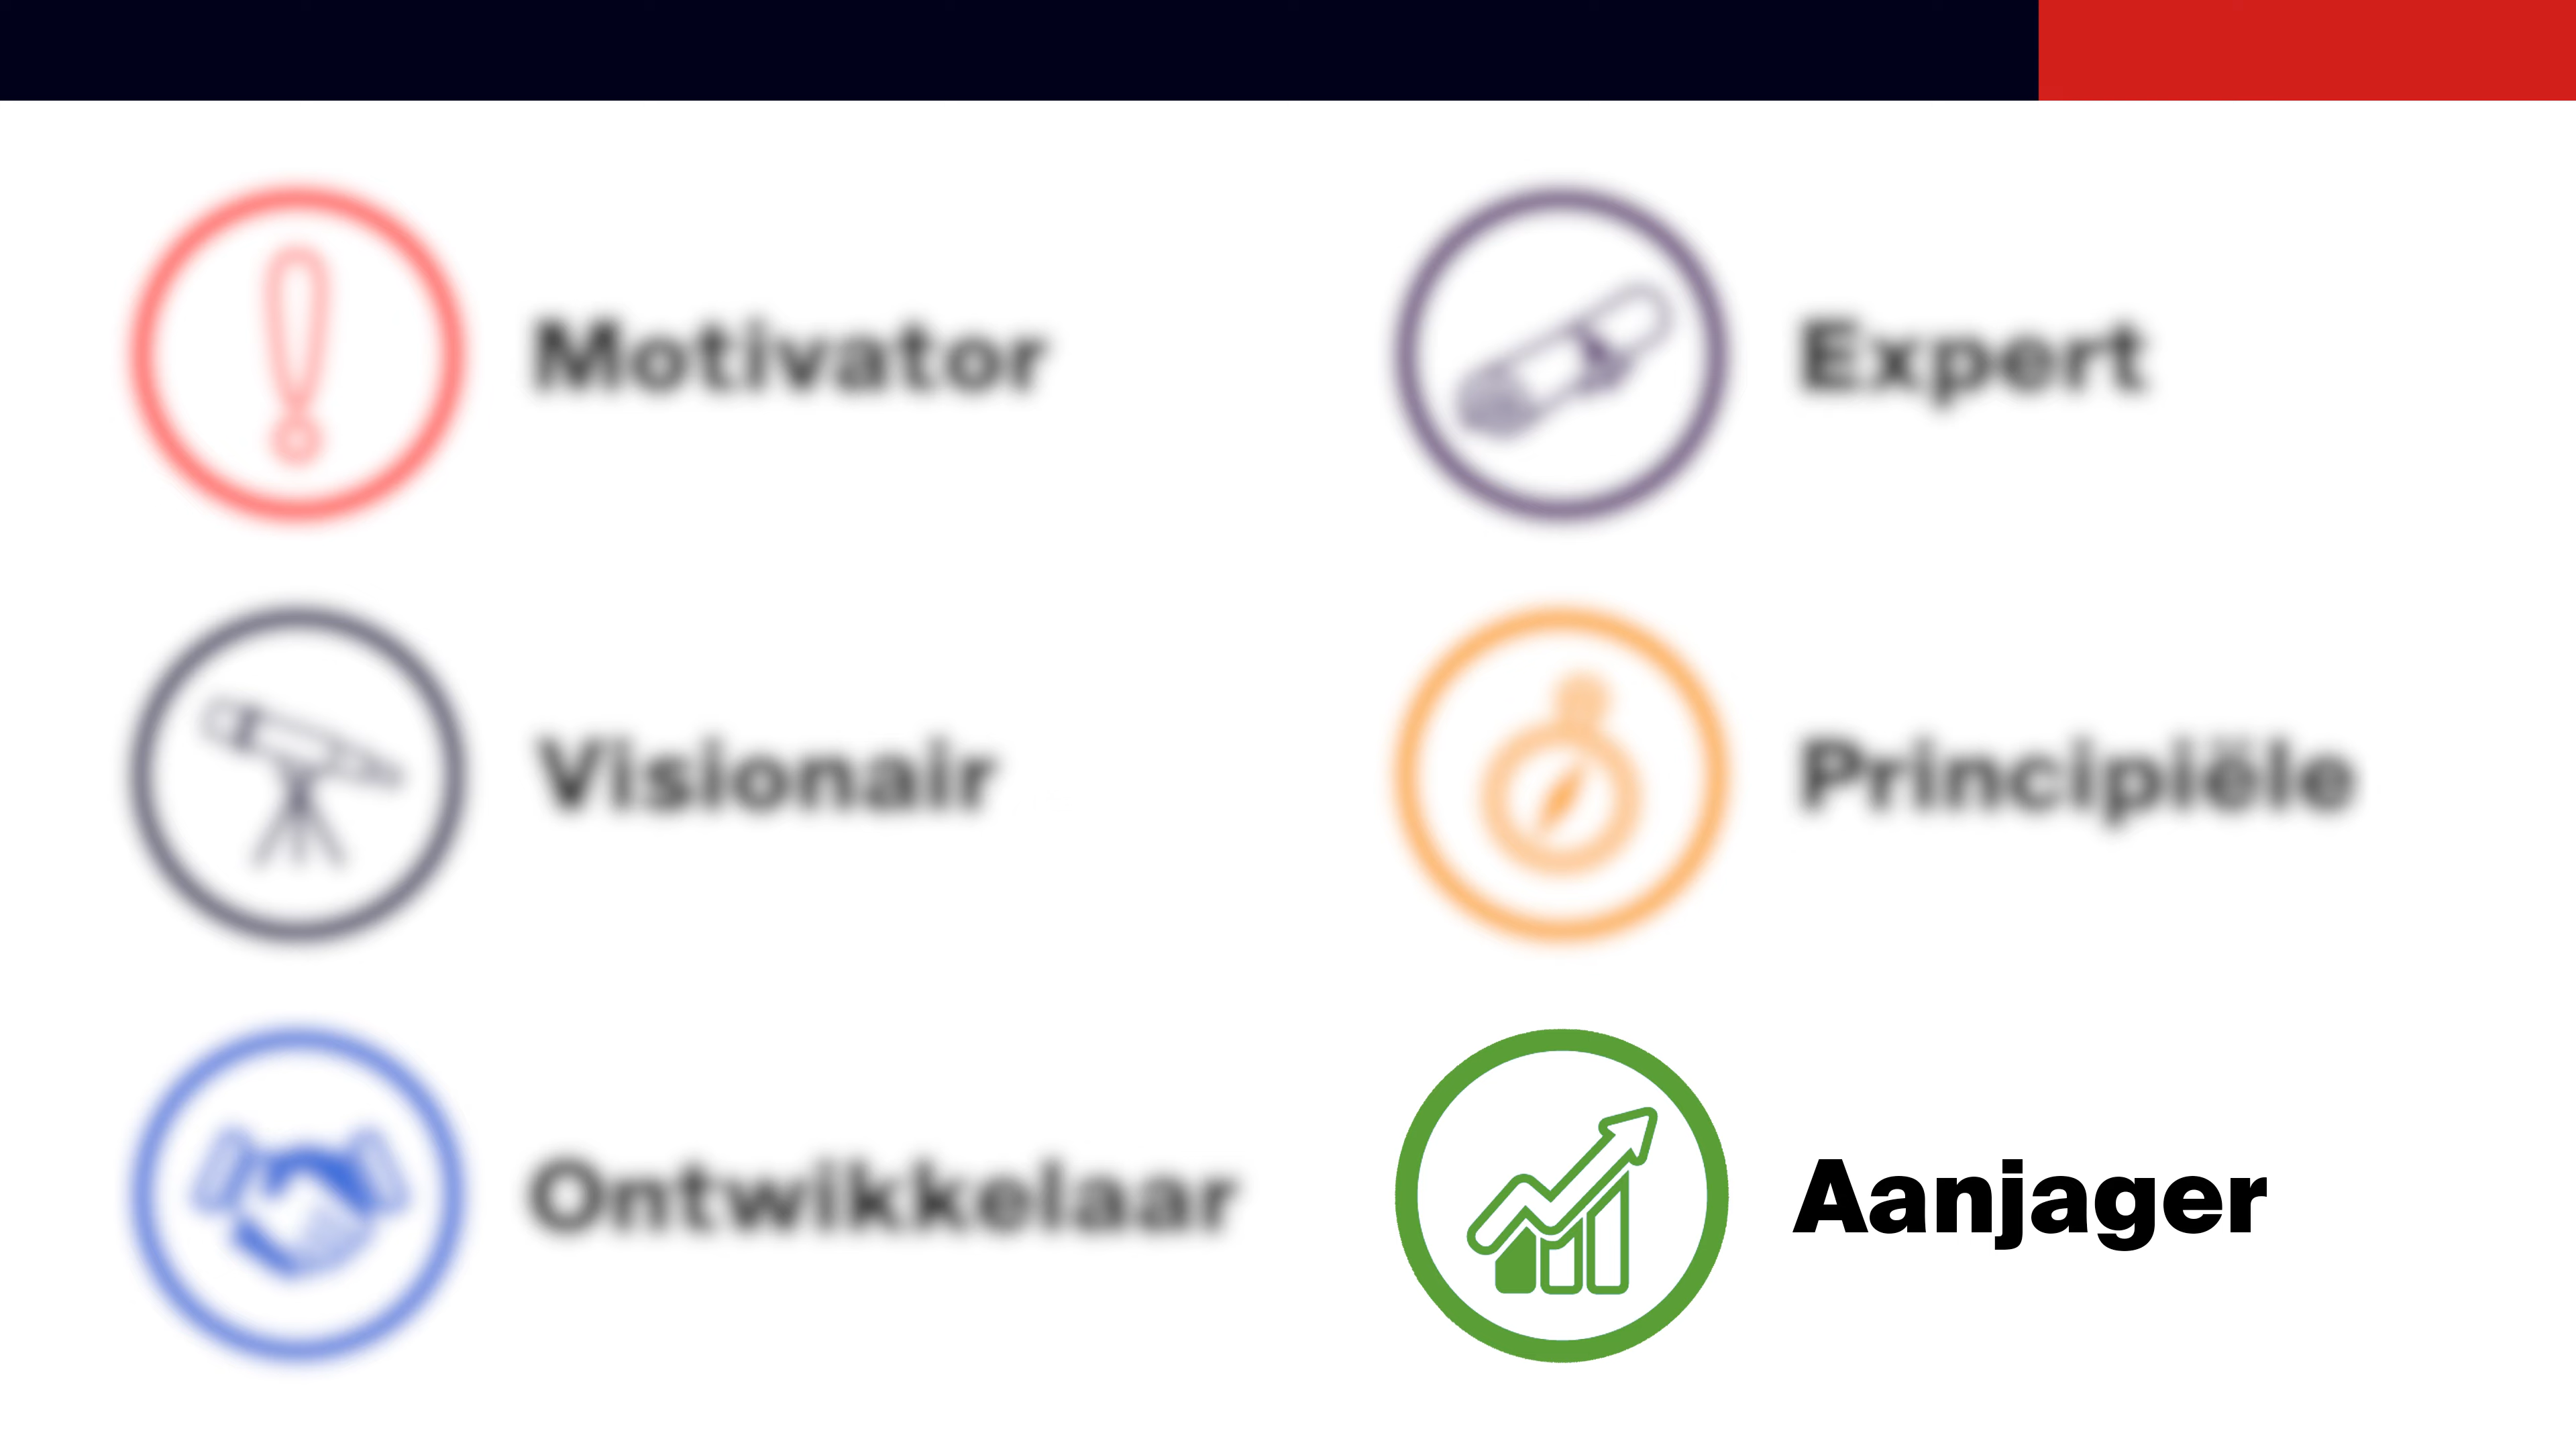 Motivator
Expert
Visionair
Principiële
Ontwikkelaar
Aanjager